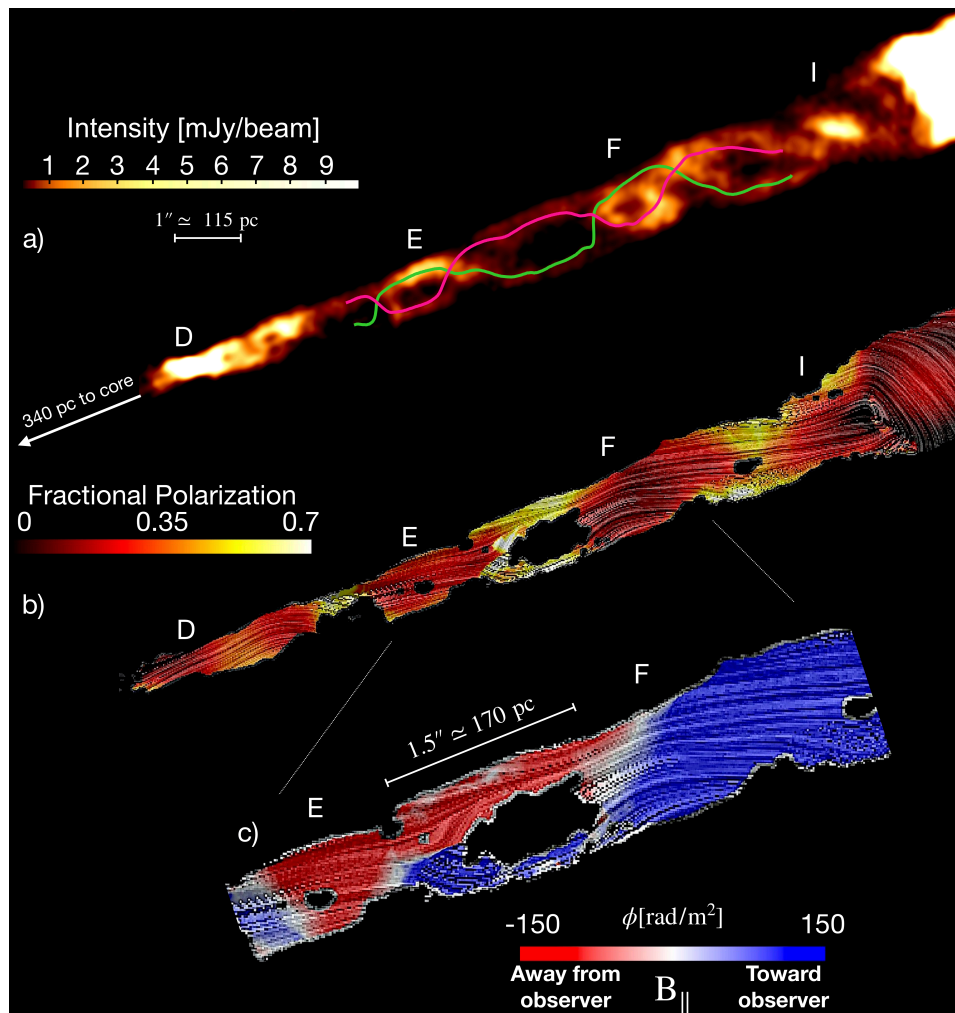 I
Intensity [mJy/beam]
1 2 3 4 5 6 7 8 9
F
1″ ≃ 115 pc
a)
E
D
340 pc to core
I
F
Fractional Polarization
0 0.35 0.7
E
b)
D
F
1.5″ ≃ 170 pc
E
c)
ϕ[rad/m²]
-150 150
Away from observer
B∥
Toward observer